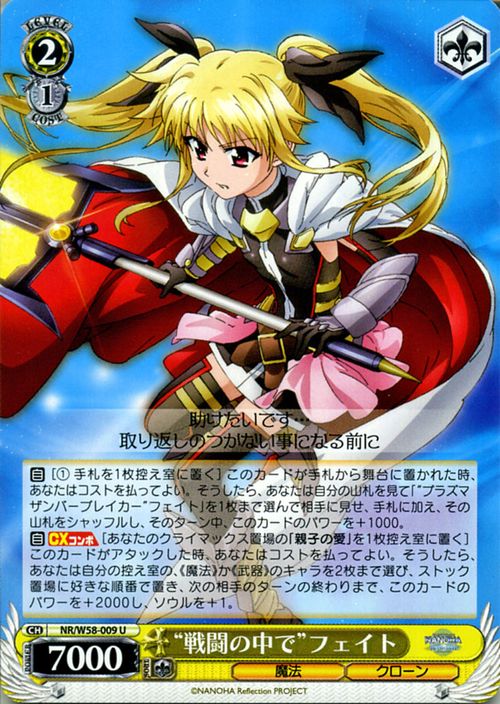 LEVEL
2
1
COST
助けたいです…
取り返しのつかない事になる前に
自 [① 手札を1枚控え室に置く] このカードが手札から舞台に置かれた時、
あなたはコストを払ってよい。そうしたら、あなたは自分の山札を見て「“プラズマ
ザンバーブレイカー”フェイト」を1枚まで選んで相手に見せ、手札に加え、その
山札をシャッフルし、そのターン中、このカードのパワーを+1000。
自 CXコンボ [あなたのクライマックス置場の「親子の愛」を1枚控え室に置く]
このカードがアタックした時、あなたはコストを払ってよい。そうしたら、
あなたは自分の控え室の、《魔法》か《武器》のキャラを2枚まで選び、ストック
置場に好きな順番で置き、次の相手のターンの終わりまで、このカード
のパワーを+2000し、ソウルを+1。
CH NR/W58-009 U
POWER 7000 SOUL
“戦闘の中で”フェイト
魔法 クローン
NANOHA
©NANOHA Reflection PROJECT